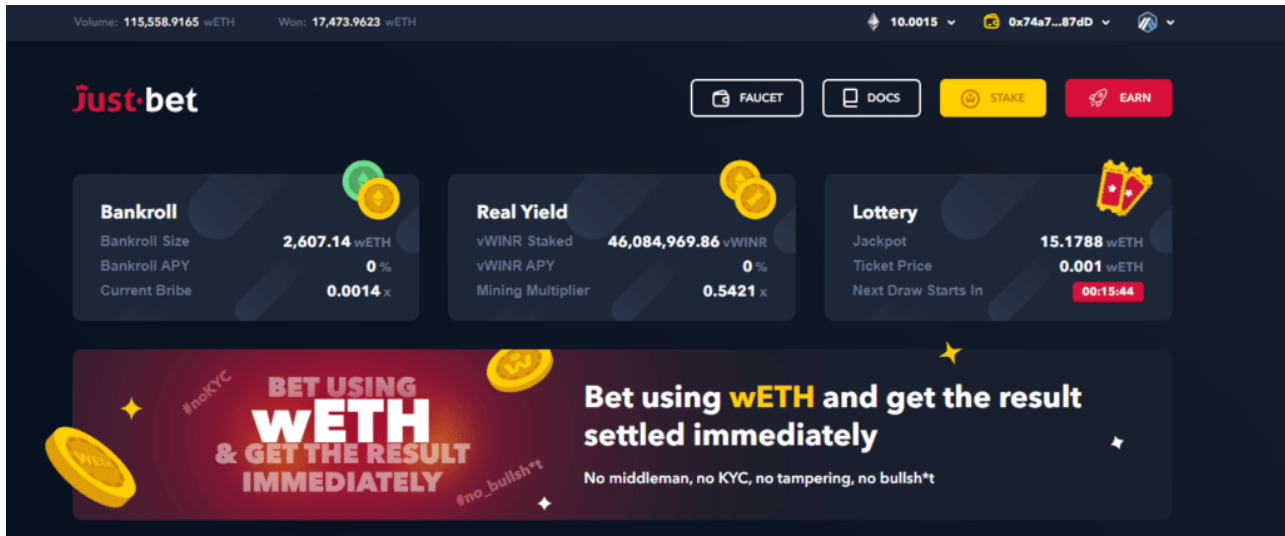 Volume: 115,558.9165 wETH Won: 17,473.9623 wETH 10.0015 0x74a7...87dD
Just·bet FAUCET DOCS STAKE EARN
Bankroll
Bankroll Size 2,607.14 wETH
Bankroll APY 0 %
Current Bribe 0.0014 x
Real Yield
vWINR Staked 46,084,969.86 vWINR
vWINR APY 0 %
Mining Multiplier 0.5421 x
Lottery
Jackpot 15.1788 wETH
Ticket Price 0.001 wETH
Next Draw Starts In 00:15:44
#noKYC
BET USING
wETH
& GET THE RESULT
IMMEDIATELY
#no_bullsh*t
Bet using wETH and get the result
settled immediately
No middleman, no KYC, no tampering, no bullsh*t